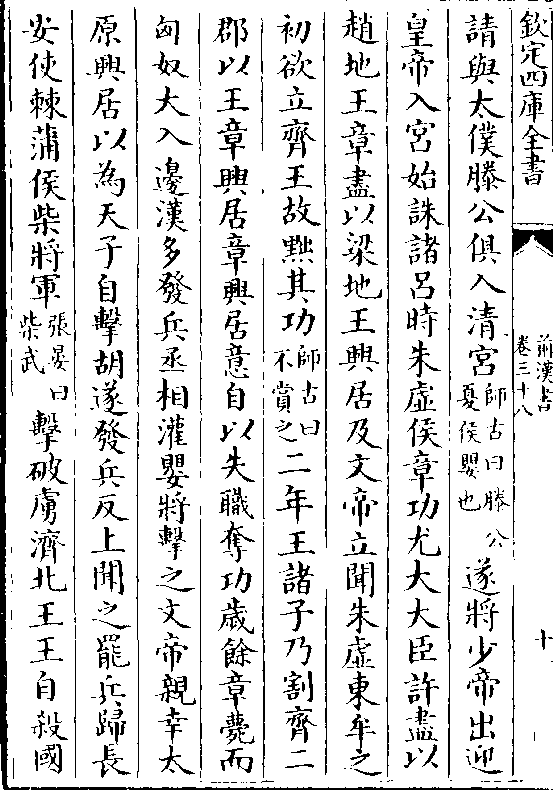 欽定四庫全書
前漢書
卷三十八
十
請與太僕滕公俱入清宮師古曰滕公夏侯嬰也遂將少帝出迎
皇帝入宮始誅諸呂時朱虛侯章功尤大大臣許盡以
趙地王章盡以梁地王興居及文帝立聞朱虛東牟之
初欲立齊王故黜其功師古曰不賞之二年王諸子乃割齊二
郡以王章興居章興居意自以失職奪功歲餘章薨而
匈奴大入邊漢多發兵丞相灌嬰將擊之文帝親幸太
原興居以為天子自擊胡遂發兵反上聞之罷兵歸長
安使棘蒲侯柴將軍張晏曰柴武擊破虜濟北王王自殺國